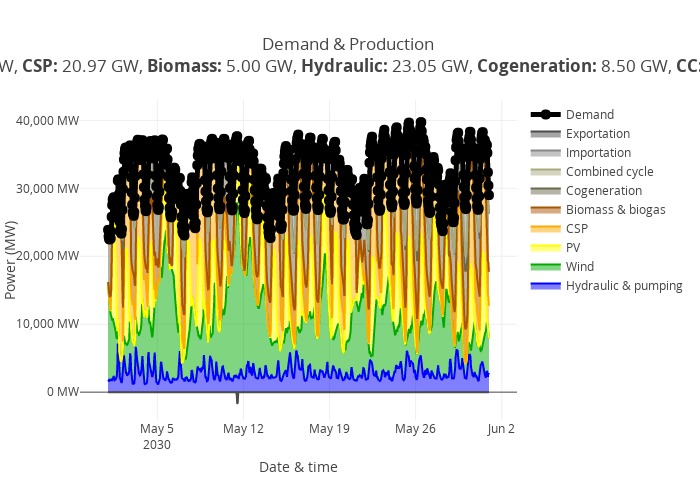 Demand & Production
W, CSP: 20.97 GW, Biomass: 5.00 GW, Hydraulic: 23.05 GW, Cogeneration: 8.50 GW, CC:
Demand
Exportation
Importation
Combined cycle
Cogeneration
Biomass & biogas
CSP
PV
Wind
Hydraulic & pumping
Power (MW)
40,000 MW
30,000 MW
20,000 MW
10,000 MW
0 MW
May 5
2030
May 12
May 19
May 26
Jun 2
Date & time